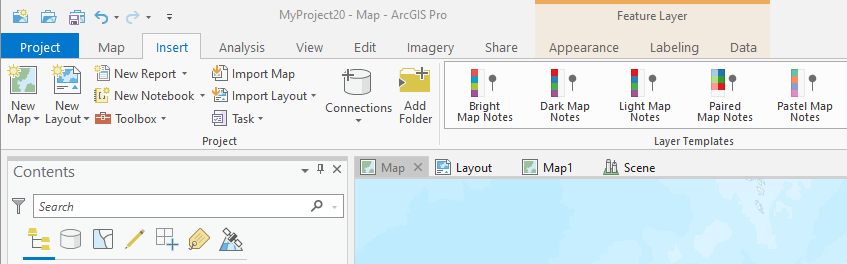 MyProject20 - Map - ArcGIS Pro
Feature Layer
Project Map Insert Analysis View Edit Imagery Share Appearance Labeling Data
New Map
New Layout
New Report
New Notebook
Toolbox
Import Map
Import Layout
Task
Connections
Add Folder
Project
Bright Map Notes
Dark Map Notes
Light Map Notes
Paired Map Notes
Pastel Map Notes
Layer Templates
Contents
Search
Map Layout Map1 Scene